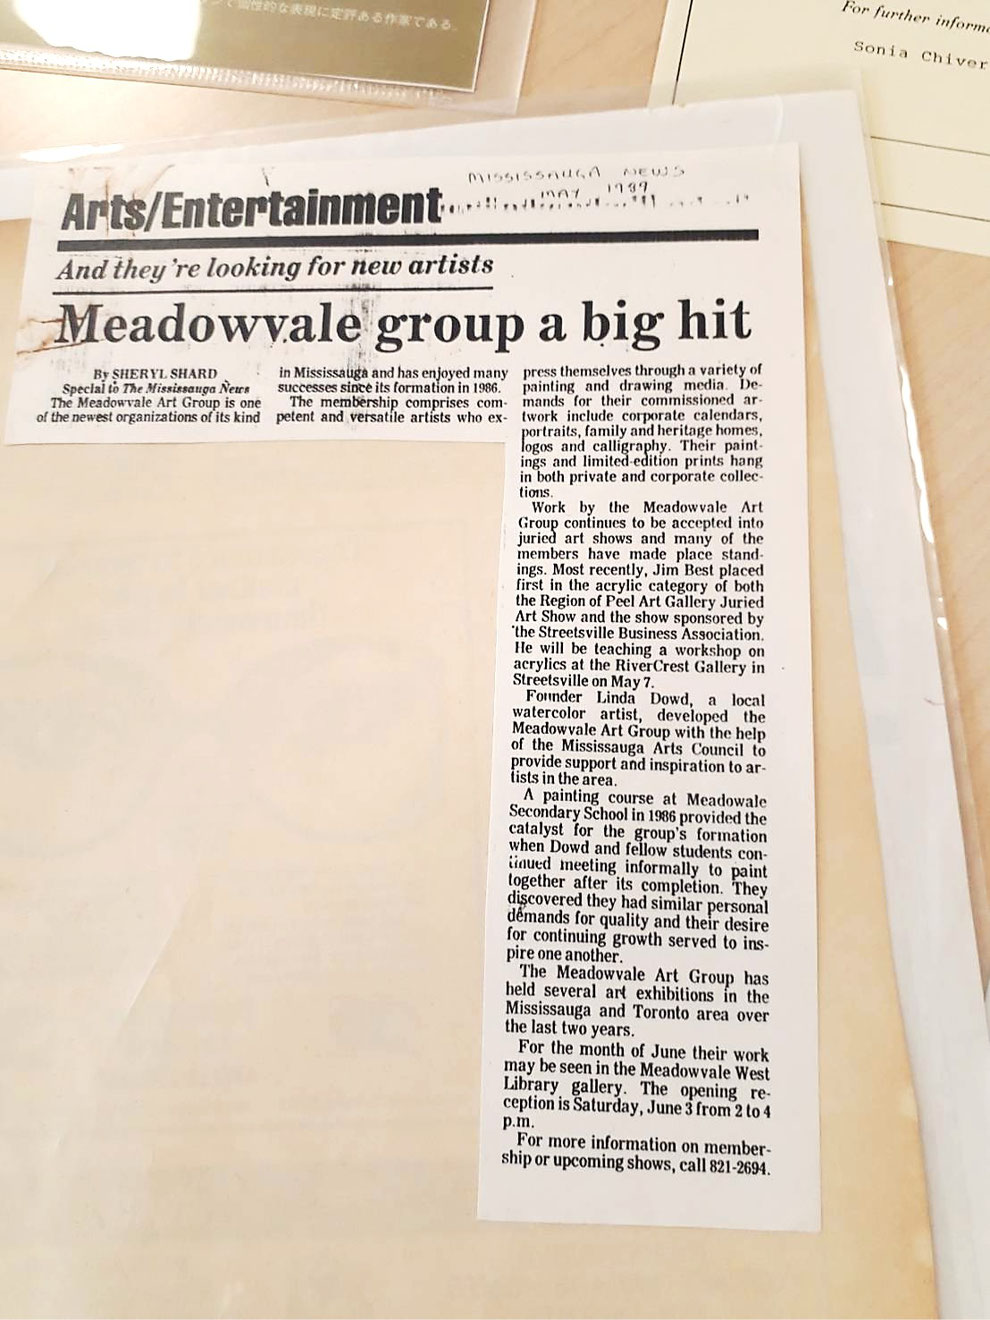 個性的な表現に定評ある作家である。
For further
Sonia
MISSISSAUGA NEWS
MAY 1989
Arts/Entertainment
And they're looking for new artists
Meadowvale group a big hit
By SHERYL SHARD
Special to The Mississauga News
The Meadowvale Art Group is one
of the newest organizations of its kind
in Mississauga and has enjoyed many
successes since its formation in 1986.
The membership comprises com-
petent and versatile artists who ex-
press themselves through a variety of
painting and drawing media. De-
mands for their commissioned ar-
twork include corporate calendars,
portraits, family and heritage homes,
logos and calligraphy. Their paint-
ings and limited-edition prints hang
in both private and corporate collec-
tions.
Work by the Meadowvale Art
Group continues to be accepted into
juried art shows and many of the
members have made place stand-
ings. Most recently, Jim Best placed
first in the acrylic category of both
the Region of Peel Art Gallery Juried
Art Show and the show sponsored by
the Streetsville Business Association.
He will be teaching a workshop on
acrylics at the RiverCrest Gallery in
Streetsville on May 7.
Founder Linda Dowd, a local
watercolor artist, developed the
Meadowvale Art Group with the help
of the Mississauga Arts Council to
provide support and inspiration to ar-
tists in the area.
A painting course at Meadowale
Secondary School in 1986 provided the
catalyst for the group's formation
when Dowd and fellow students con-
tinued meeting informally to paint
together after its completion. They
discovered they had similar personal
demands for quality and their desire
for continuing growth served to ins-
pire one another.
The Meadowvale Art Group has
held several art exhibitions in the
Mississauga and Toronto area over
the last two years.
For the month of June their work
may be seen in the Meadowvale West
Library gallery. The opening re-
ception is Saturday, June 3 from 2 to 4
p.m.
For more information on member-
ship or upcoming shows, call 821-2694.